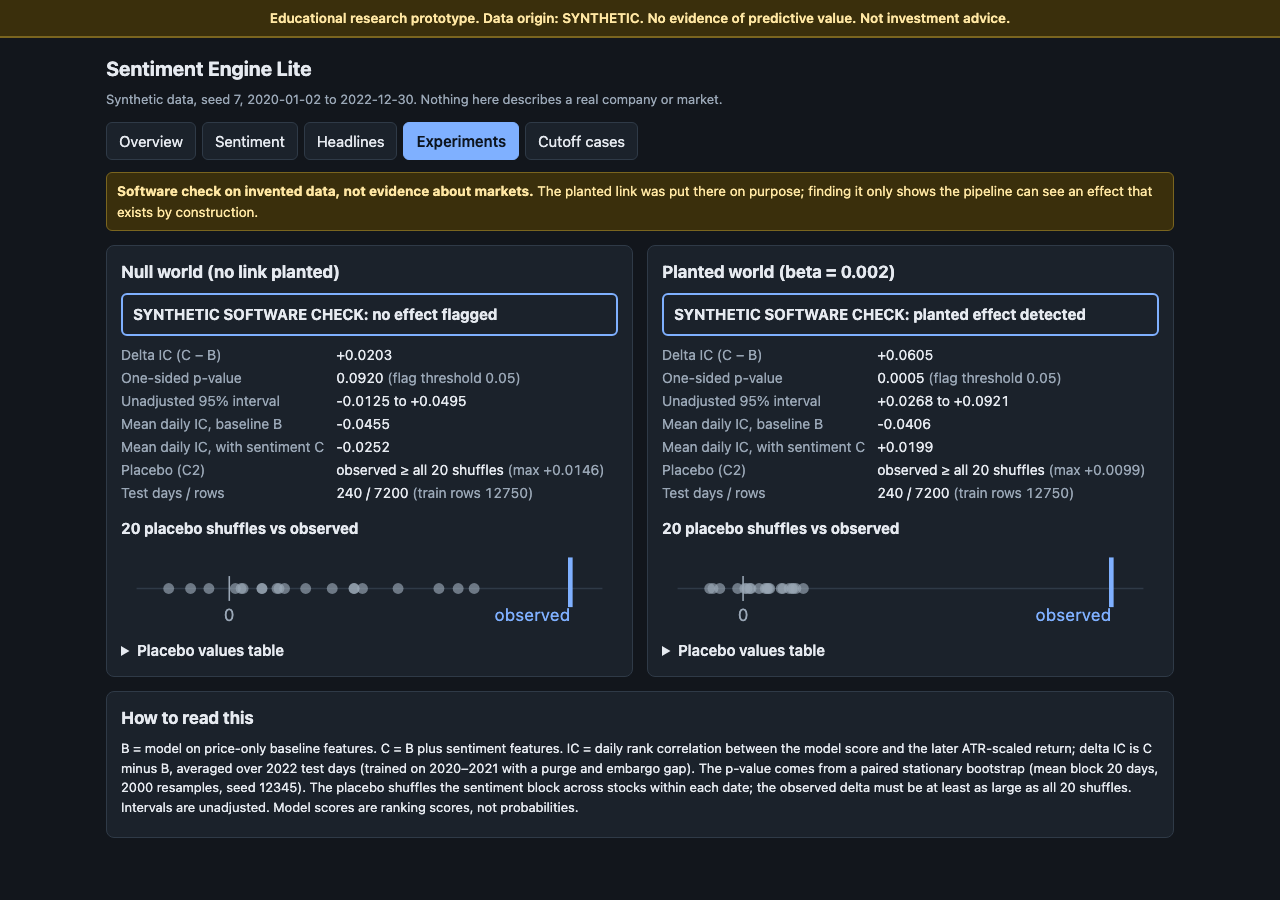 Educational research prototype. Data origin: SYNTHETIC. No evidence of predictive value. Not investment advice.
Sentiment Engine Lite
Synthetic data, seed 7, 2020-01-02 to 2022-12-30. Nothing here describes a real company or market.
Overview Sentiment Headlines Experiments Cutoff cases
Software check on invented data, not evidence about markets. The planted link was put there on purpose; finding it only shows the pipeline can see an effect that
exists by construction.
Null world (no link planted)
SYNTHETIC SOFTWARE CHECK: no effect flagged
Delta IC (C − B) +0.0203
One-sided p-value 0.0920 (flag threshold 0.05)
Unadjusted 95% interval -0.0125 to +0.0495
Mean daily IC, baseline B -0.0455
Mean daily IC, with sentiment C -0.0252
Placebo (C2) observed ≥ all 20 shuffles (max +0.0146)
Test days / rows 240 / 7200 (train rows 12750)
20 placebo shuffles vs observed
0
observed
Placebo values table
Planted world (beta = 0.002)
SYNTHETIC SOFTWARE CHECK: planted effect detected
Delta IC (C − B) +0.0605
One-sided p-value 0.0005 (flag threshold 0.05)
Unadjusted 95% interval +0.0268 to +0.0921
Mean daily IC, baseline B -0.0406
Mean daily IC, with sentiment C +0.0199
Placebo (C2) observed ≥ all 20 shuffles (max +0.0099)
Test days / rows 240 / 7200 (train rows 12750)
20 placebo shuffles vs observed
0
observed
Placebo values table
How to read this
B = model on price-only baseline features. C = B plus sentiment features. IC = daily rank correlation between the model score and the later ATR-scaled return; delta IC is C
minus B, averaged over 2022 test days (trained on 2020–2021 with a purge and embargo gap). The p-value comes from a paired stationary bootstrap (mean block 20 days,
2000 resamples, seed 12345). The placebo shuffles the sentiment block across stocks within each date; the observed delta must be at least as large as all 20 shuffles.
Intervals are unadjusted. Model scores are ranking scores, not probabilities.